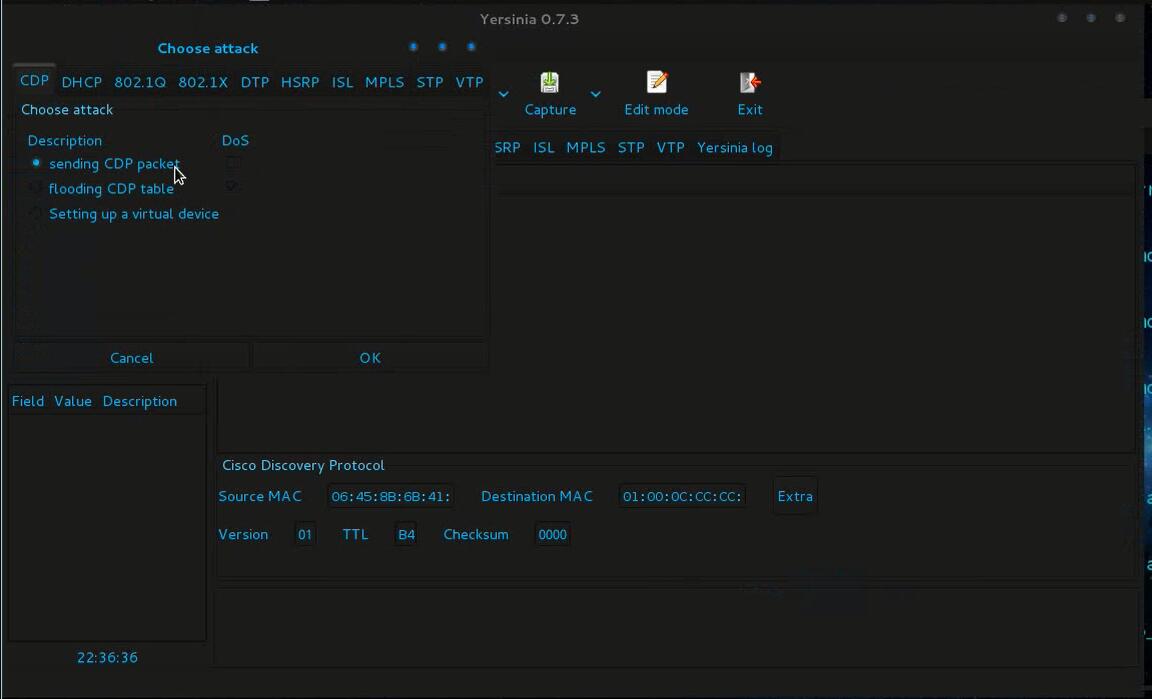 Yersinia 0.7.3
Choose attack
CDP DHCP 802.1Q 802.1X DTP HSRP ISL MPLS STP VTP
Capture Edit mode Exit
Choose attack
Description DoS
SRP ISL MPLS STP VTP Yersinia log
sending CDP packet
flooding CDP table
Setting up a virtual device
Cancel OK
Field Value Description
Cisco Discovery Protocol
Source MAC 06:45:8B:6B:41: Destination MAC 01:00:0C:CC:CC: Extra
Version 01 TTL B4 Checksum 0000
22:36:36